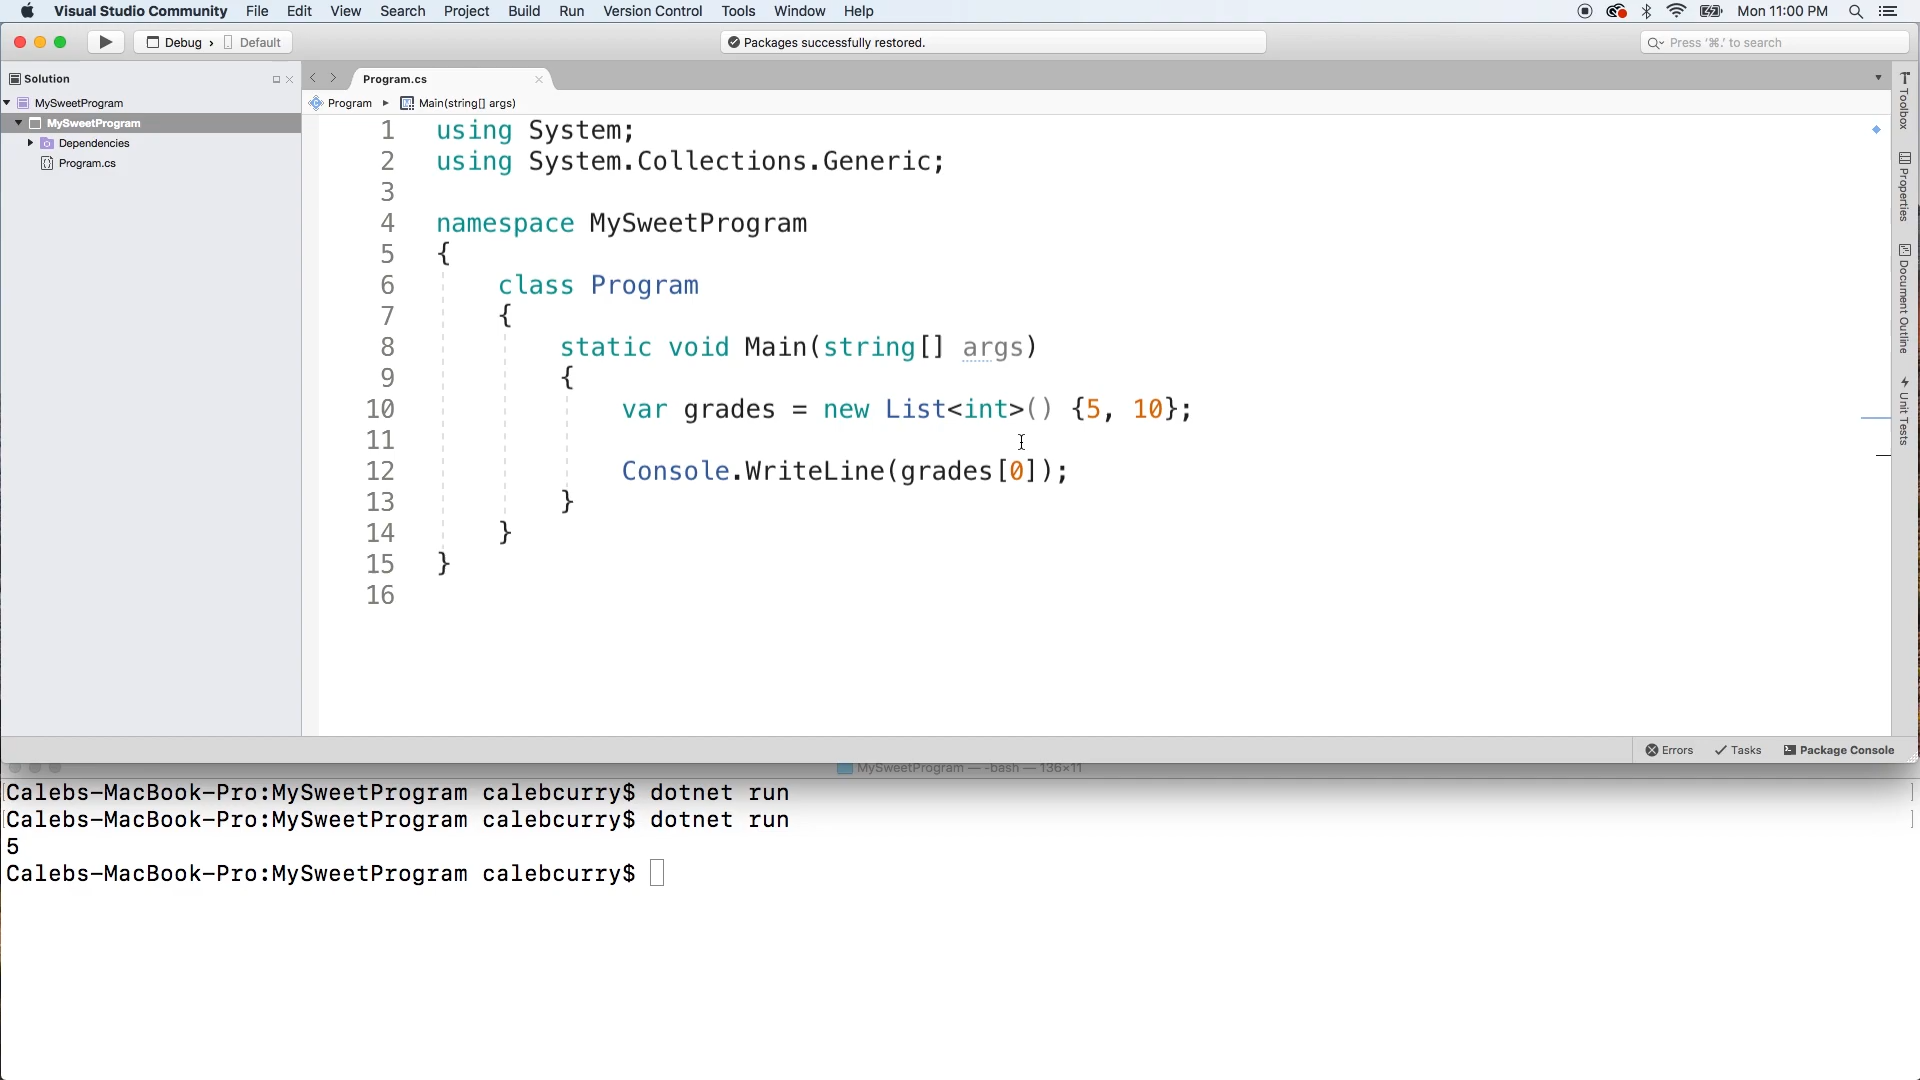 Visual Studio Community File Edit View Search Project Build Run Version Control Tools Window Help Mon 11:00 PM
Debug › Default Packages successfully restored. Press '⌘.' to search
Solution
MySweetProgram
MySweetProgram
Dependencies
Program.cs
Program.cs
Program ▸ Main(string[] args)
1 using System;
2 using System.Collections.Generic;
3
4 namespace MySweetProgram
5 {
6 class Program
7 {
8 static void Main(string[] args)
9 {
10 var grades = new List<int>() {5, 10};
11
12 Console.WriteLine(grades[0]);
13 }
14 }
15 }
16
Toolbox
Properties
Document Outline
Unit Tests
Errors Tasks Package Console
MySweetProgram — -bash — 136×11
[Calebs-MacBook-Pro:MySweetProgram calebcurry$ dotnet run ]
[Calebs-MacBook-Pro:MySweetProgram calebcurry$ dotnet run ]
5
Calebs-MacBook-Pro:MySweetProgram calebcurry$